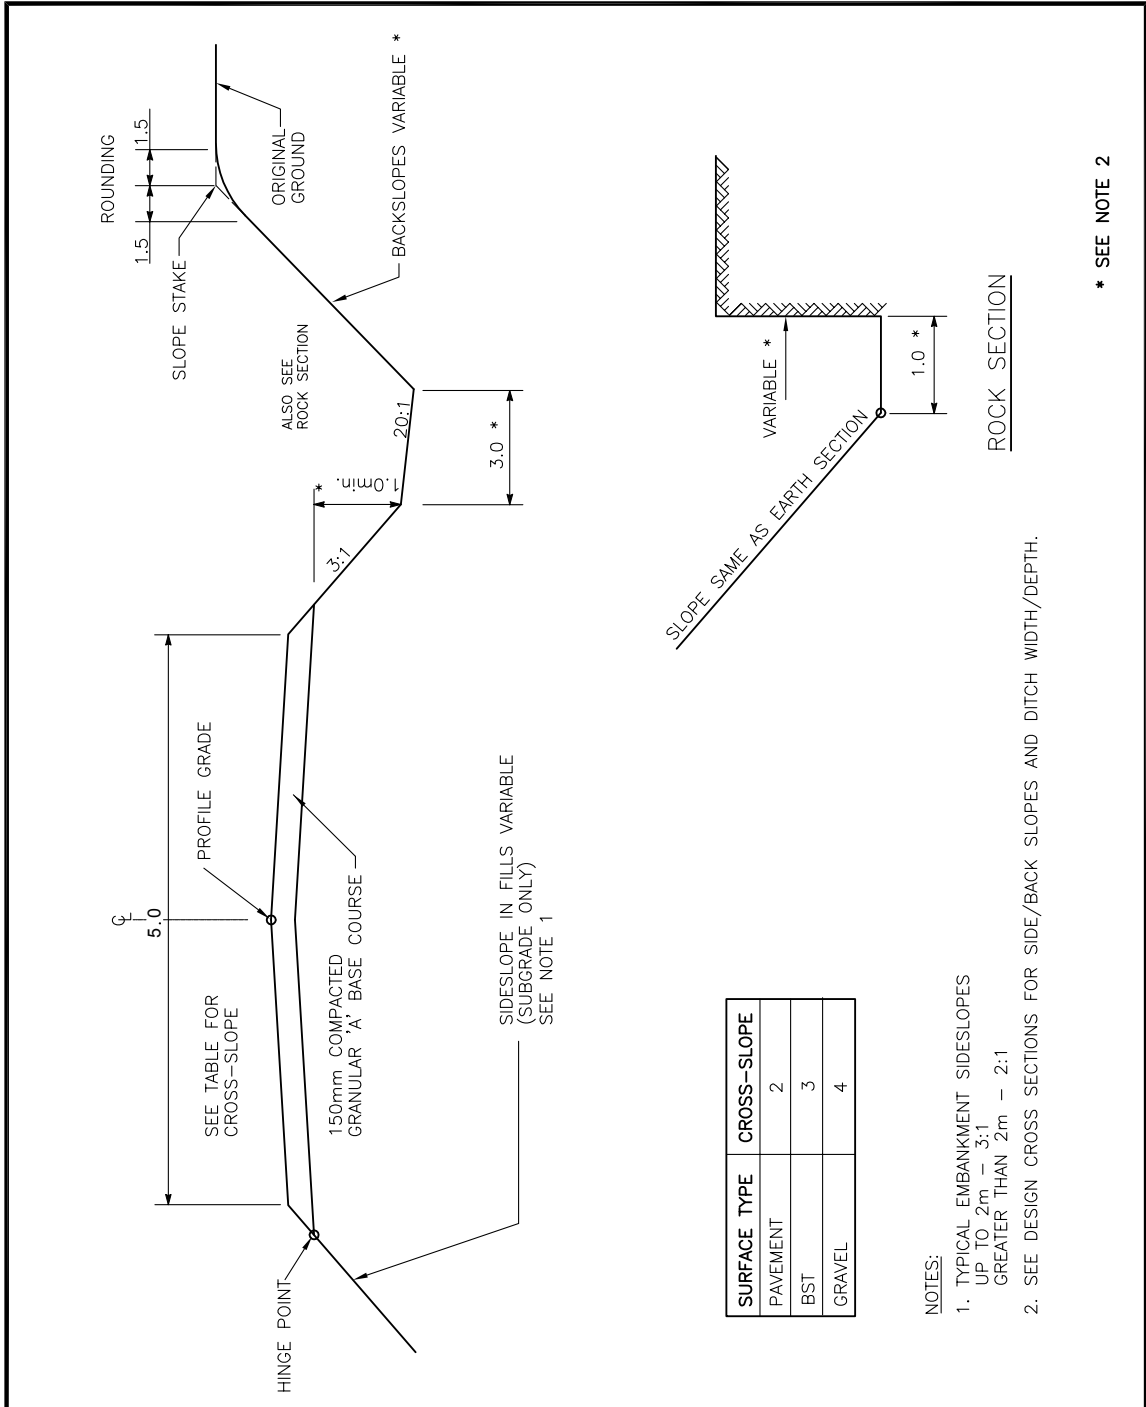 ROUNDING
1.5
1.5
SLOPE STAKE
ORIGINAL
GROUND
BACKSLOPES VARIABLE *
ALSO SEE
ROCK SECTION
20:1
3.0 *
1.0min.
*
3:1
℄
5.0
PROFILE GRADE
SEE TABLE FOR
CROSS-SLOPE
150mm COMPACTED
GRANULAR 'A' BASE COURSE
HINGE POINT
SIDESLOPE IN FILLS VARIABLE
(SUBGRADE ONLY)
SEE NOTE 1
SURFACE TYPE CROSS-SLOPE
PAVEMENT 2
BST 3
GRAVEL 4
SLOPE SAME AS EARTH SECTION
VARIABLE *
1.0 *
ROCK SECTION
NOTES:
1. TYPICAL EMBANKMENT SIDESLOPES
UP TO 2m - 3:1
GREATER THAN 2m - 2:1
2. SEE DESIGN CROSS SECTIONS FOR SIDE/BACK SLOPES AND DITCH WIDTH/DEPTH.
* SEE NOTE 2